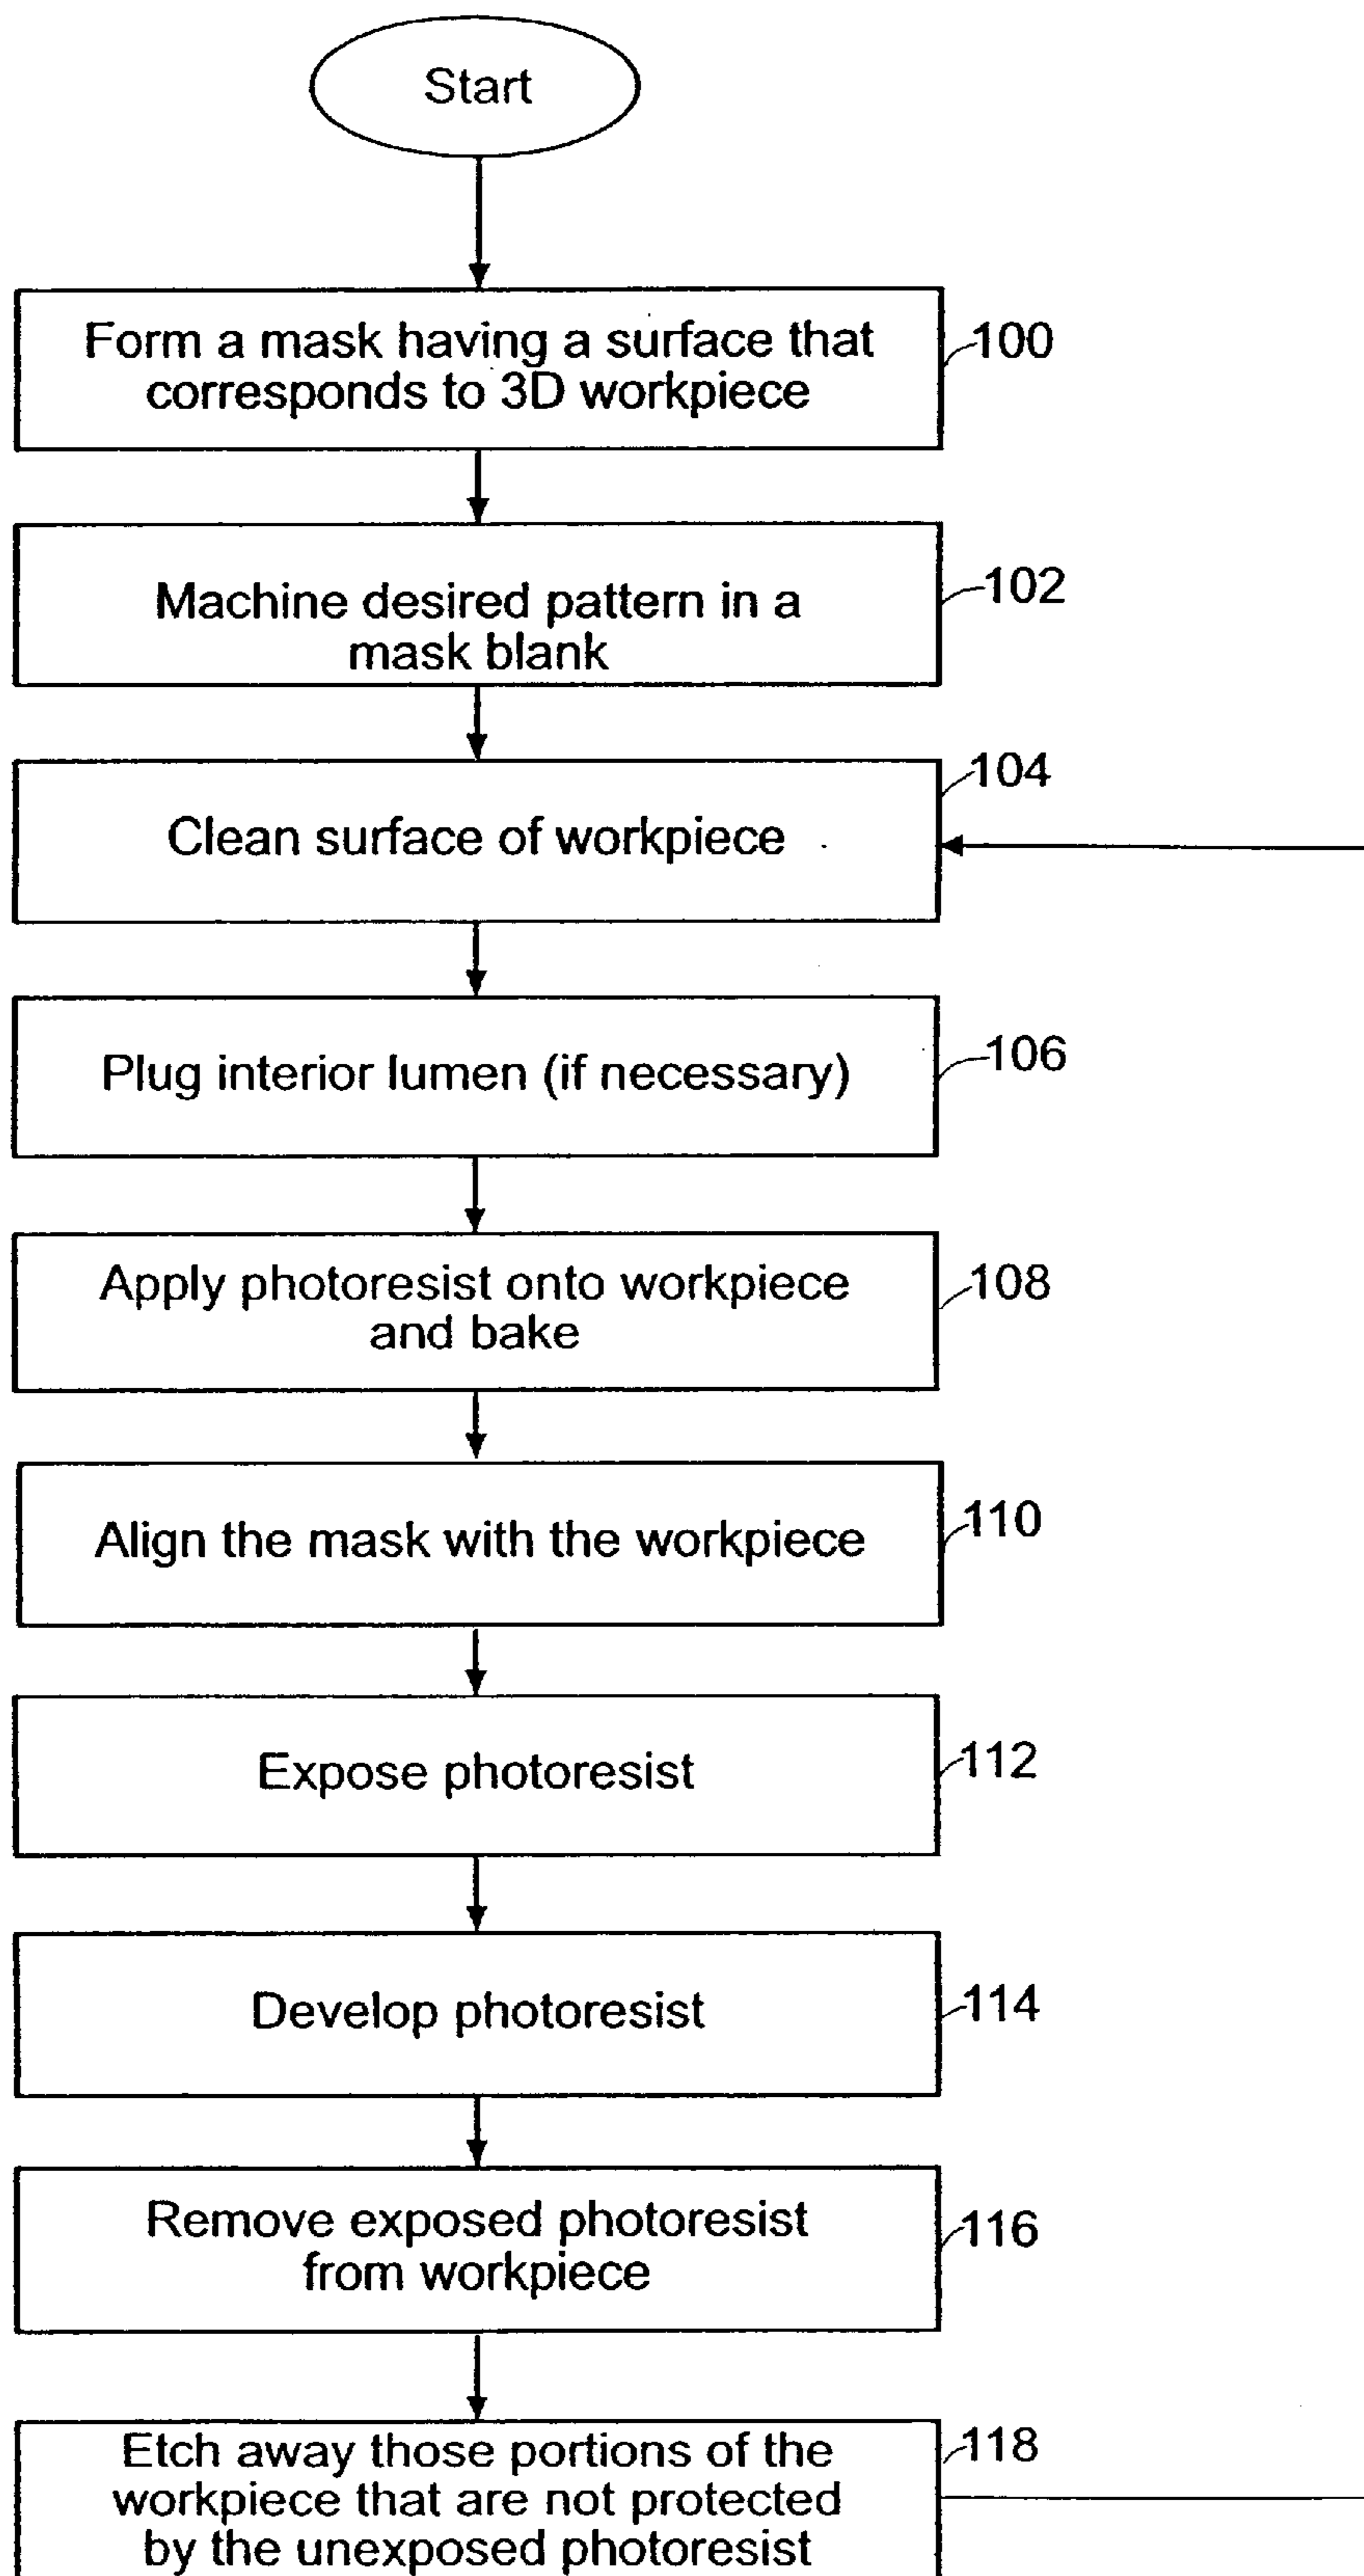 Start
Form a mask having a surface that
corresponds to 3D workpiece
100
Machine desired pattern in a
mask blank
102
Clean surface of workpiece
104
Plug interior lumen (if necessary)
106
Apply photoresist onto workpiece
and bake
108
Align the mask with the workpiece
110
Expose photoresist
112
Develop photoresist
114
Remove exposed photoresist
from workpiece
116
Etch away those portions of the
workpiece that are not protected
by the unexposed photoresist
118